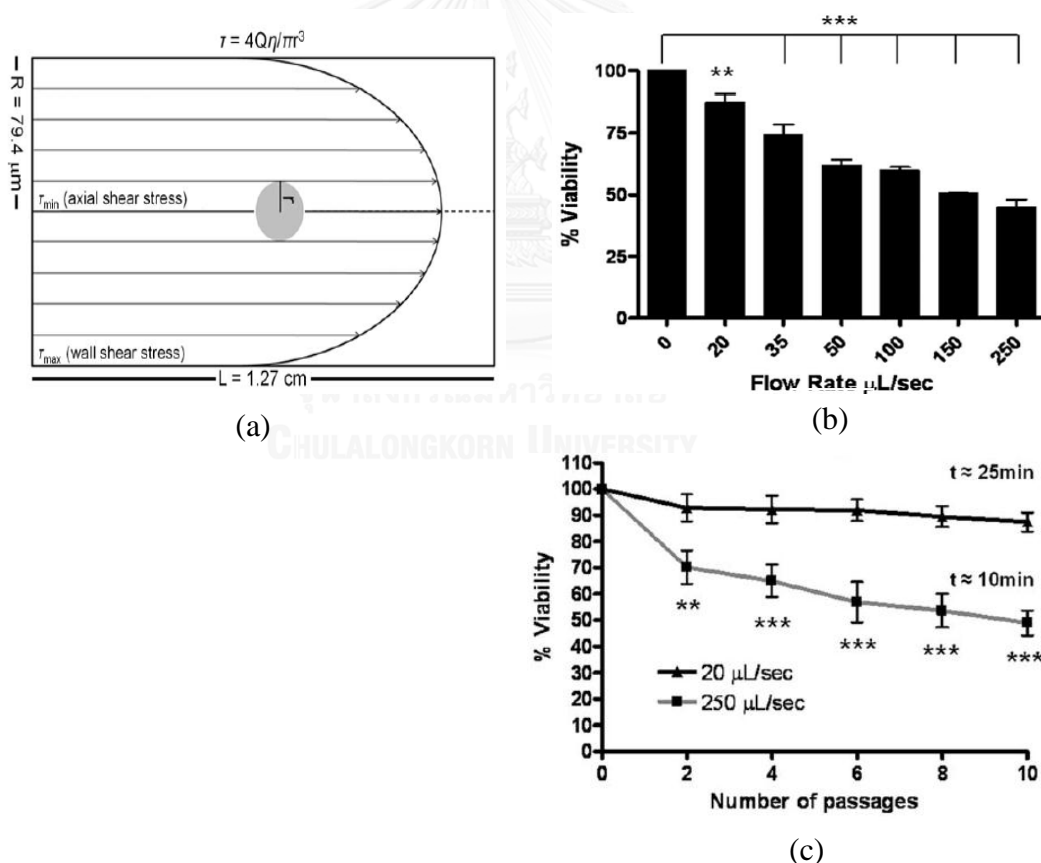 τ = 4Qη/πr³
R = 79.4 μm
τmin (axial shear stress)
r
τmax (wall shear stress)
L = 1.27 cm
(a)
***
**
100
75
50
25
0
% Viability
0 20 35 50 100 150 250
Flow Rate μL/sec
(b)
CHULALONGKORN UNIVERSITY
110
100
90
80
70
60
50
40
30
20
10
0
% Viability
t ≈ 25min
t ≈ 10min
** *** *** *** ***
20 μL/sec
250 μL/sec
0 2 4 6 8 10
Number of passages
(c)